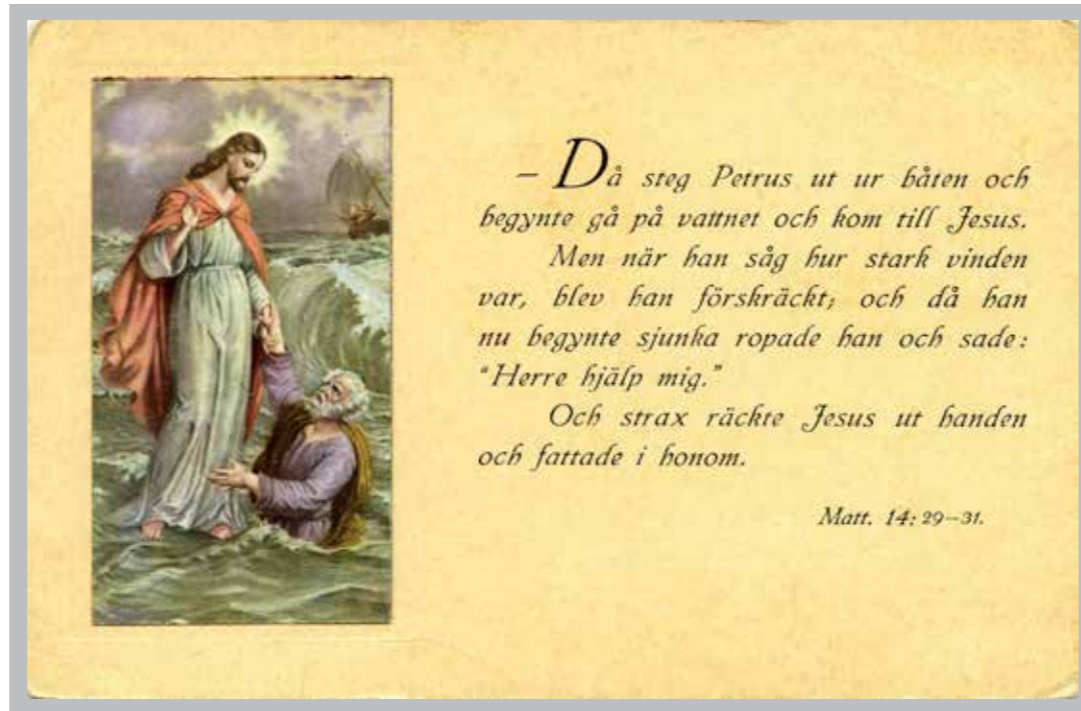 – Då steg Petrus ut ur båten och
begynte gå på vattnet och kom till Jesus.
Men när han såg hur stark vinden
var, blev han förskräckt; och då han
nu begynte sjunka ropade han och sade:
“Herre hjälp mig.”
Och strax räckte Jesus ut handen
och fattade i honom.
Matt. 14: 29–31.